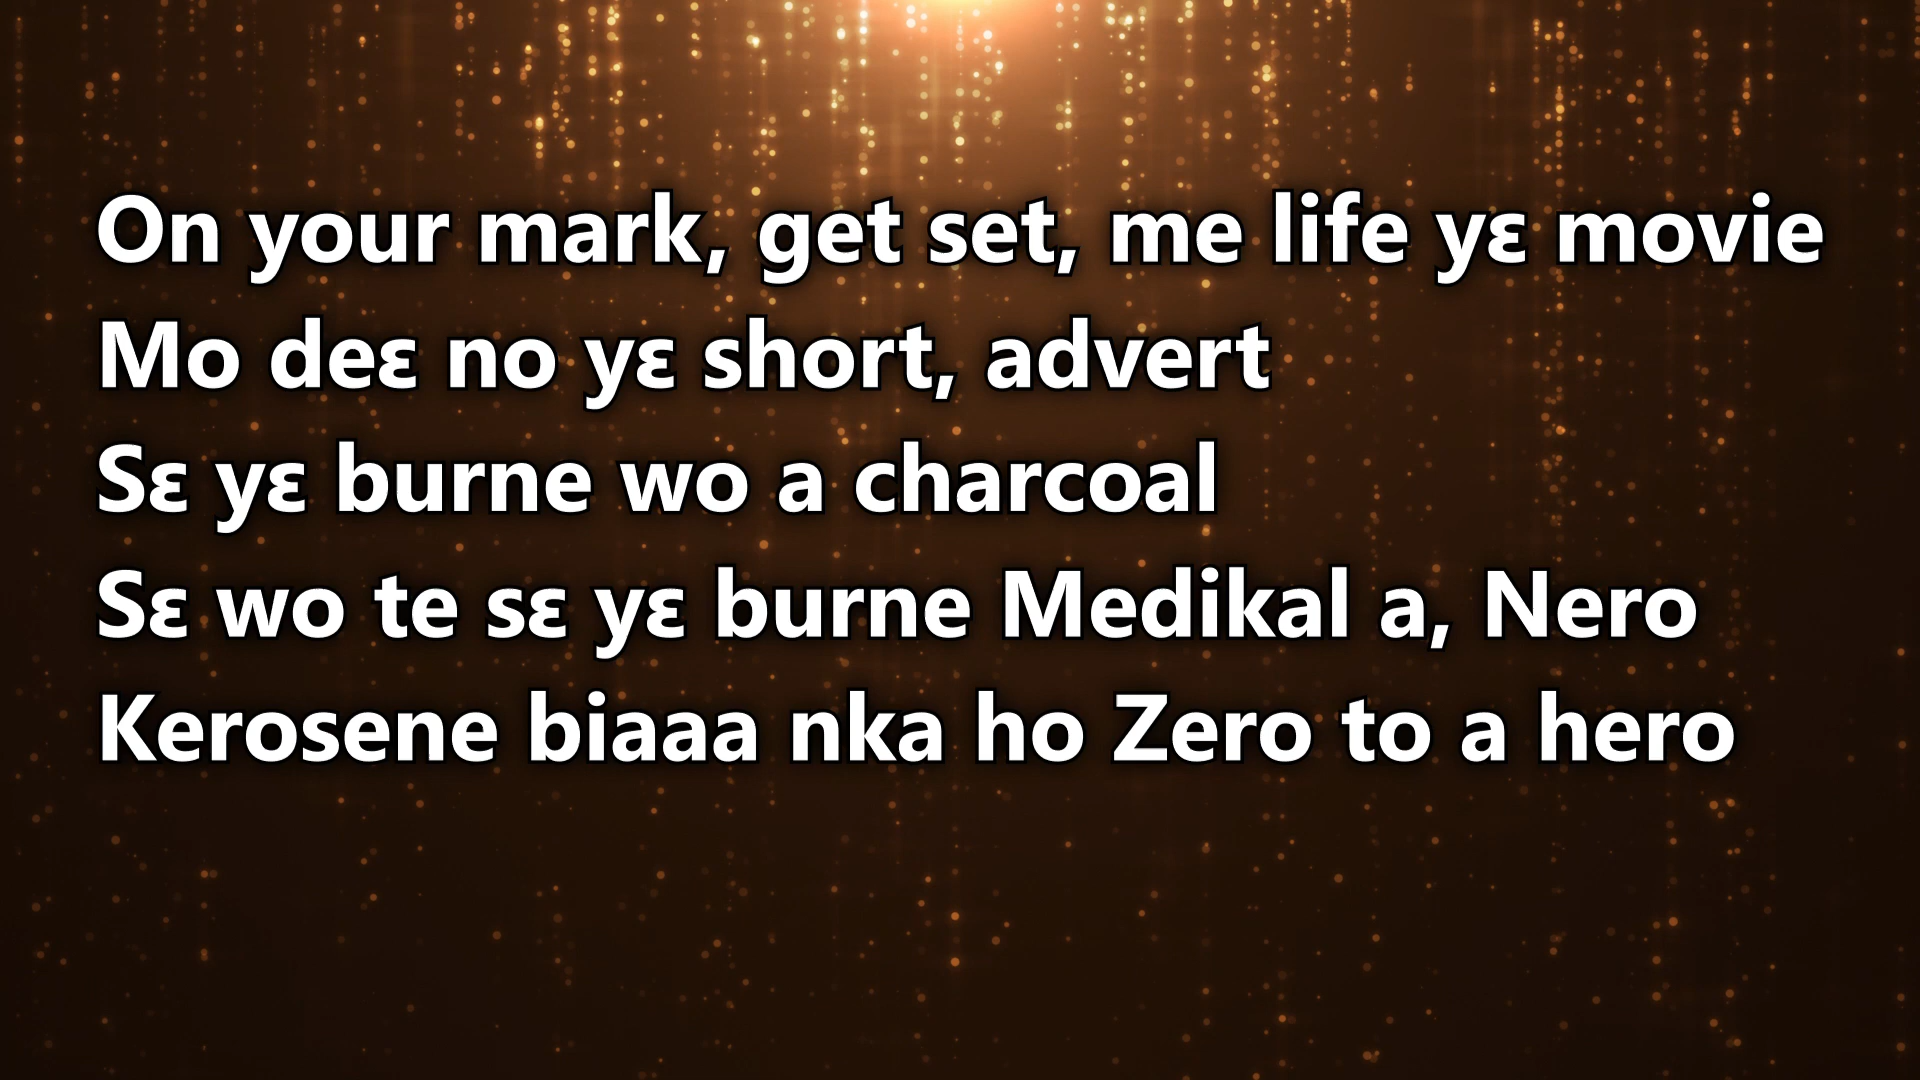 On your mark, get set, me life yɛ movie
Mo deɛ no yɛ short, advert
Sɛ yɛ burne wo a charcoal
Sɛ wo te sɛ yɛ burne Medikal a, Nero
Kerosene biaaa nka ho Zero to a hero